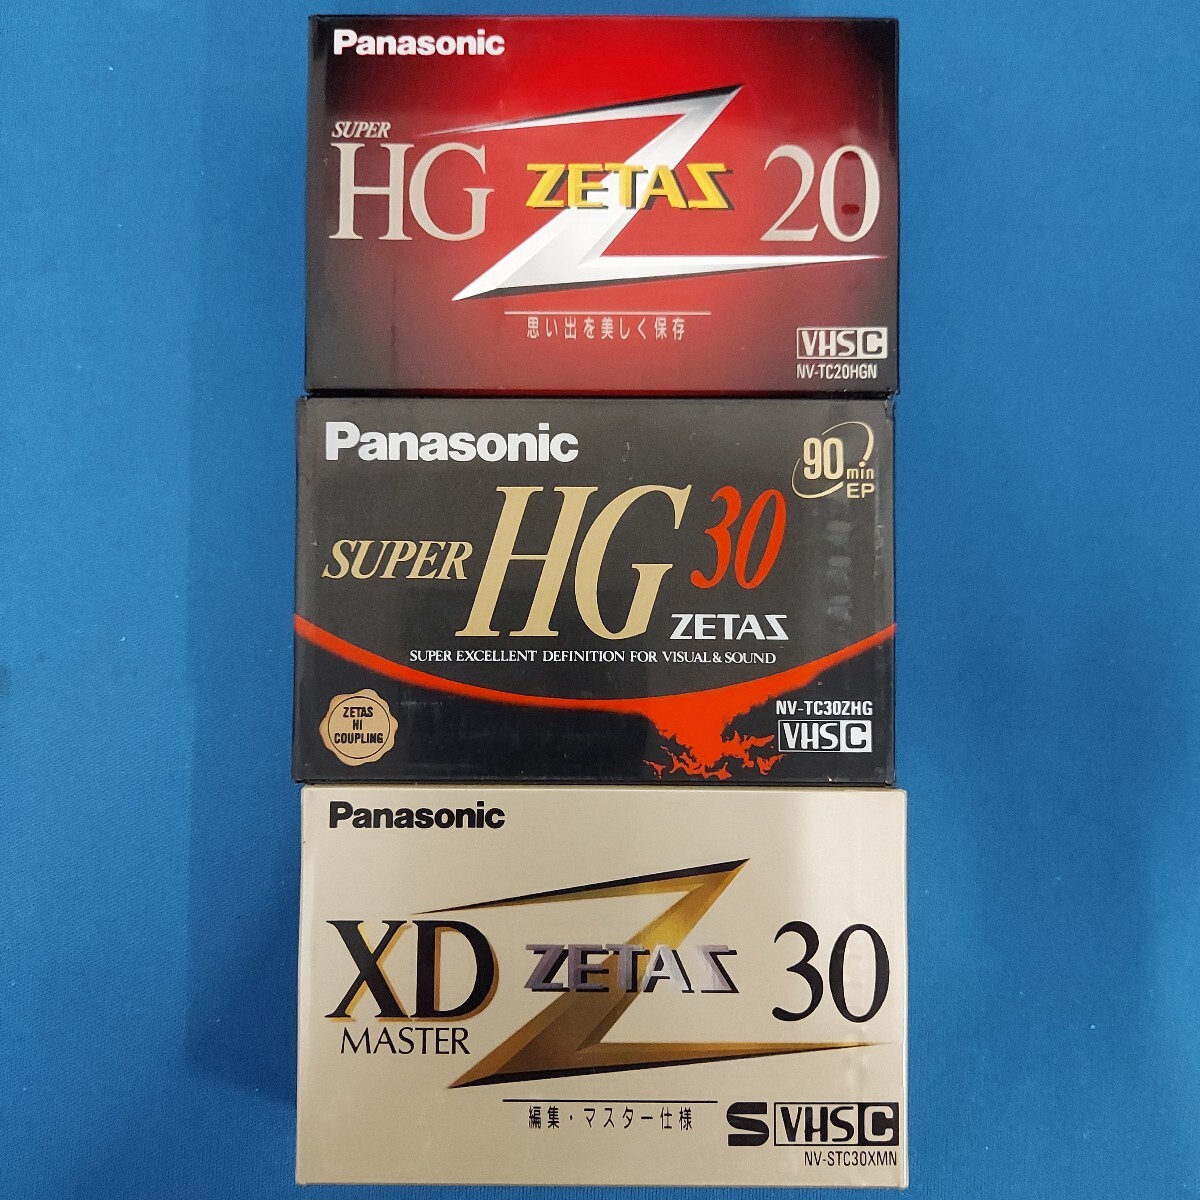 Panasonic
SUPER
HG ZETAS 20
思い出を美しく保存
VHS C
NV-TC20HGN
Panasonic
90min
EP
SUPER HG 30
ZETAS
SUPER EXCELLENT DEFINITION FOR VISUAL & SOUND
ZETAS
HI
COUPLING
NV-TC30ZHG
VHS C
Panasonic
XD ZETAS 30
MASTER
編集・マスター仕様
S VHS C
NV-STC30XMN